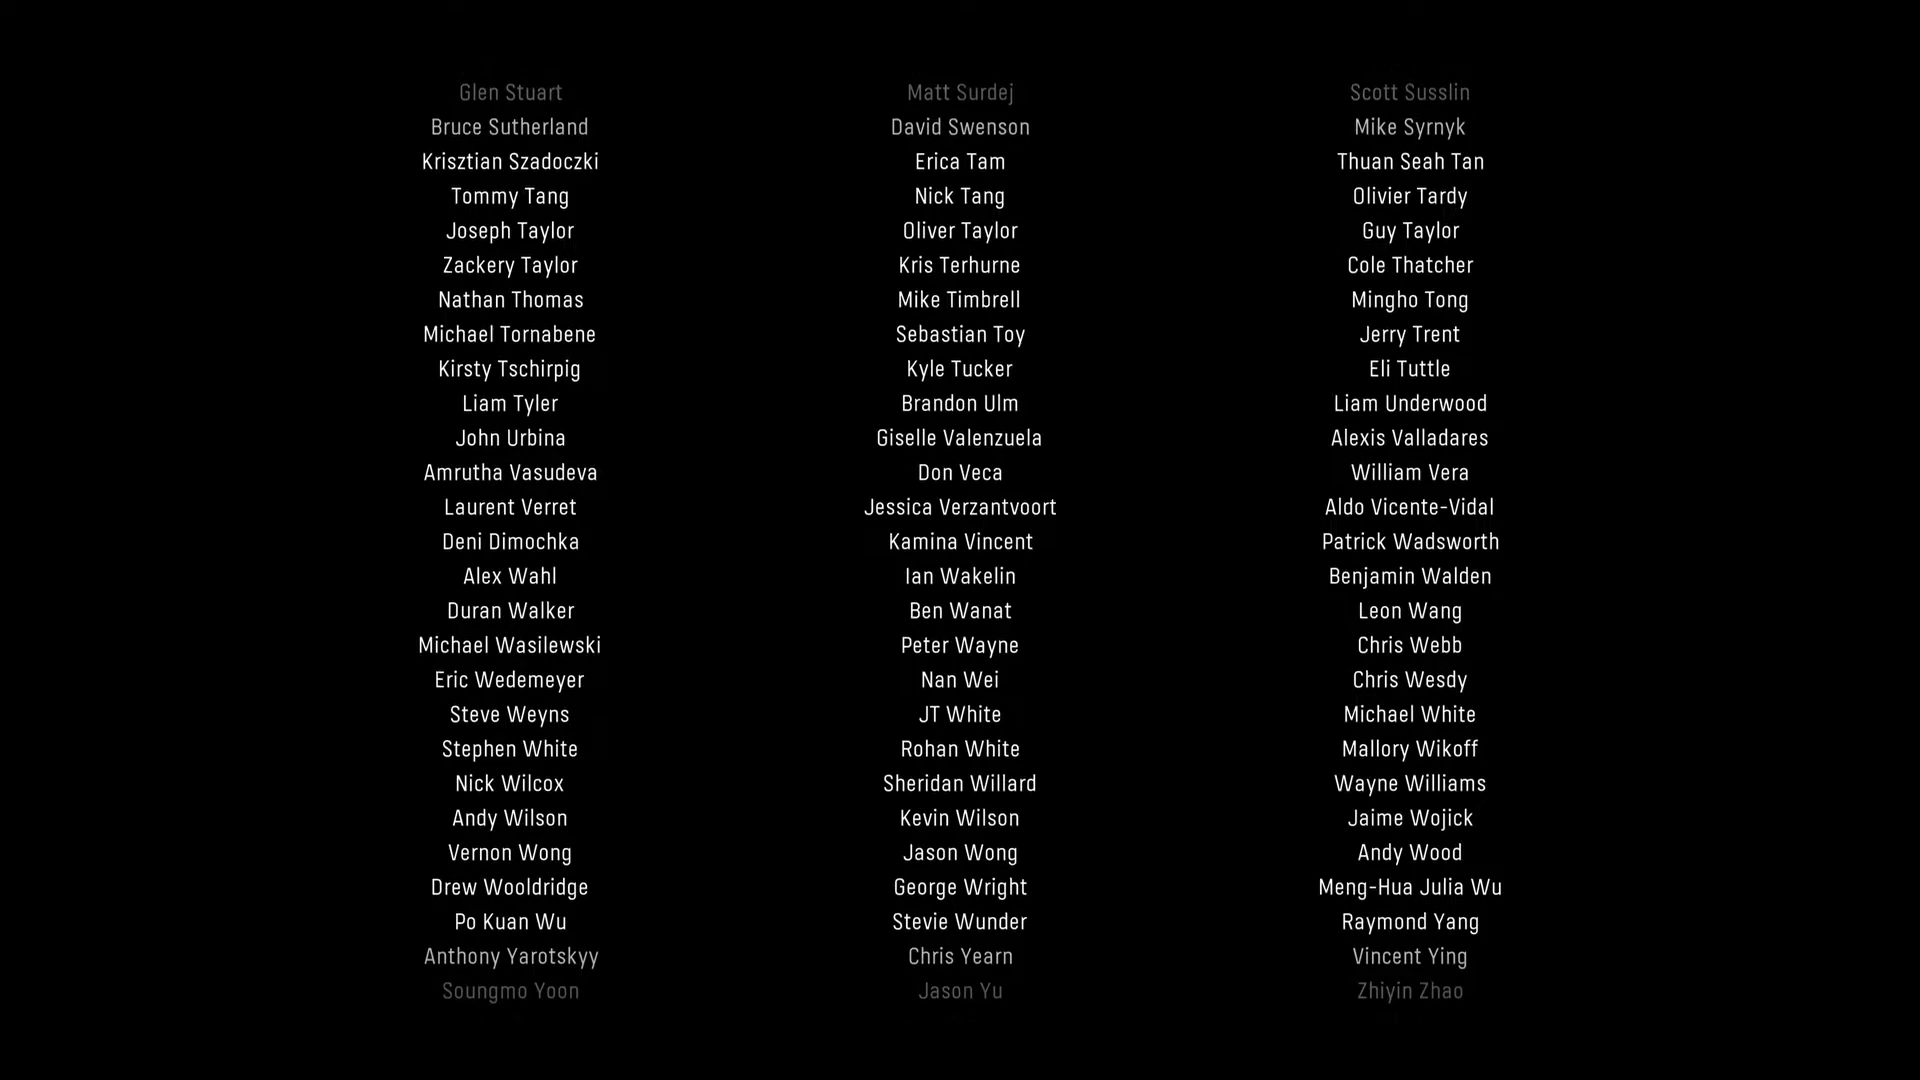 Glen Stuart Matt Surdej Scott Susslin
Bruce Sutherland David Swenson Mike Syrnyk
Krisztian Szadoczki Erica Tam Thuan Seah Tan
Tommy Tang Nick Tang Olivier Tardy
Joseph Taylor Oliver Taylor Guy Taylor
Zackery Taylor Kris Terhurne Cole Thatcher
Nathan Thomas Mike Timbrell Mingho Tong
Michael Tornabene Sebastian Toy Jerry Trent
Kirsty Tschirpig Kyle Tucker Eli Tuttle
Liam Tyler Brandon Ulm Liam Underwood
John Urbina Giselle Valenzuela Alexis Valladares
Amrutha Vasudeva Don Veca William Vera
Laurent Verret Jessica Verzantvoort Aldo Vicente-Vidal
Deni Dimochka Kamina Vincent Patrick Wadsworth
Alex Wahl Ian Wakelin Benjamin Walden
Duran Walker Ben Wanat Leon Wang
Michael Wasilewski Peter Wayne Chris Webb
Eric Wedemeyer Nan Wei Chris Wesdy
Steve Weyns JT White Michael White
Stephen White Rohan White Mallory Wikoff
Nick Wilcox Sheridan Willard Wayne Williams
Andy Wilson Kevin Wilson Jaime Wojick
Vernon Wong Jason Wong Andy Wood
Drew Wooldridge George Wright Meng-Hua Julia Wu
Po Kuan Wu Stevie Wunder Raymond Yang
Anthony Yarotskyy Chris Yearn Vincent Ying
Soungmo Yoon Jason Yu Zhiyin Zhao